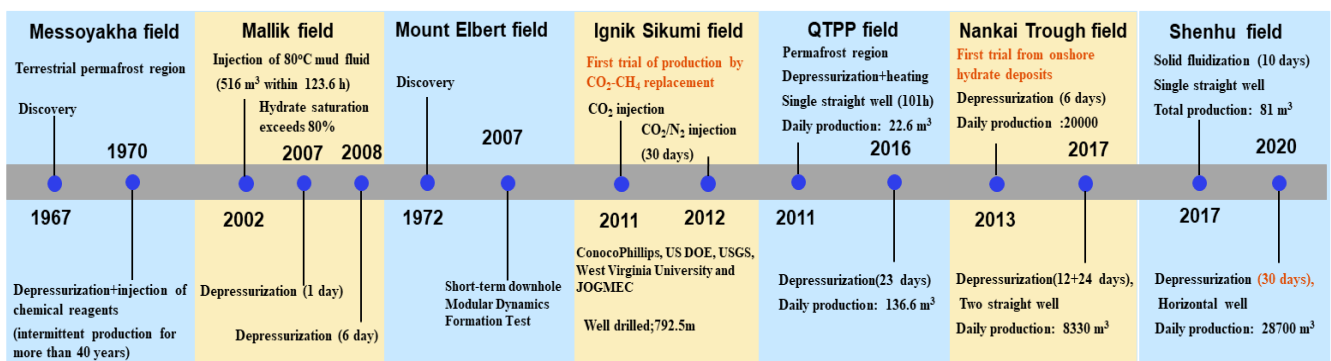 Messoyakha field
Terrestrial permafrost region
Discovery
1970
1967
Depressurization+injection of
chemical reagents
(intermittent production for
more than 40 years)
Mallik field
Injection of 80°C mud fluid
(516 m³ within 123.6 h)
Hydrate saturation
exceeds 80%
2007
2008
2002
Depressurization (1 day)
Depressurization (6 day)
Mount Elbert field
Discovery
2007
1972
Short-term downhole
Modular Dynamics
Formation Test
Ignik Sikumi field
First trial of production by
CO₂-CH₄ replacement
CO₂ injection
CO₂/N₂ injection
(30 days)
2011
2012
ConocoPhillips, US DOE, USGS,
West Virginia University and
JOGMEC
Well drilled;792.5m
QTPP field
Permafrost region
Depressurization+heating
Single straight well (101h)
Daily production: 22.6 m³
2016
2011
Depressurization(23 days)
Daily production: 136.6 m³
Nankai Trough field
First trial from onshore
hydrate deposits
Depressurization (6 days)
Daily production :20000
2017
2013
Depressurization(12+24 days),
Two straight well
Daily production: 8330 m³
Shenhu field
Solid fluidization (10 days)
Single straight well
Total production: 81 m³
2020
2017
Depressurization (30 days),
Horizontal well
Daily production: 28700 m³